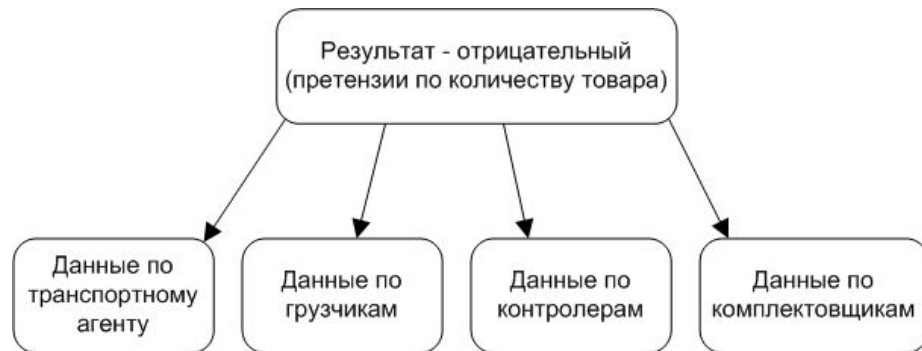 Результат - отрицательный
(претензии по количеству товара)
Данные по
транспортному
агенту
Данные по
грузчикам
Данные по
контролерам
Данные по
комплектовщикам